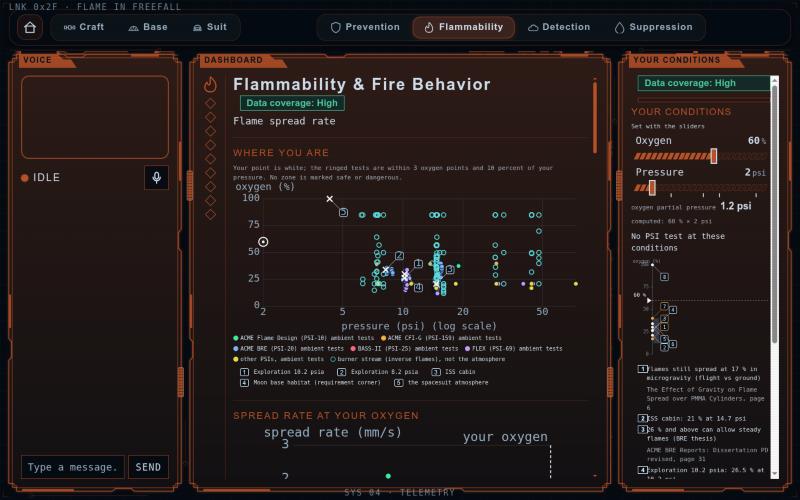 LNK 0x2F · FLAME IN FREEFALL
Craft
Base
Suit
Prevention
Flammability
Detection
Suppression
VOICE
IDLE
Type a message.
SEND
DASHBOARD
Flammability & Fire Behavior
Data coverage: High
Flame spread rate
WHERE YOU ARE
Your point is white; the ringed tests are within 3 oxygen points and 10 percent of your
pressure. No zone is marked safe or dangerous.
oxygen (%)
100
75
50
25
0
2
5
10
20
50
5
2
1
3
4
pressure (psi) (log scale)
ACME Flame Design (PSI-10) ambient tests
ACME CFI-G (PSI-159) ambient tests
ACME BRE (PSI-20) ambient tests
BASS-II (PSI-25) ambient tests
FLEX (PSI-69) ambient tests
other PSIs, ambient tests
burner stream (inverse flames), not the atmosphere
1 Exploration 10.2 psia
2 Exploration 8.2 psia
3 ISS cabin
4 Moon base habitat (requirement corner)
5 the spacesuit atmosphere
SPREAD RATE AT YOUR OXYGEN
spread rate (mm/s)
your oxygen
3
2
SYS 04 · TELEMETRY
YOUR CONDITIONS
Data coverage: High
YOUR CONDITIONS
Set with the sliders
Oxygen 60 %
Pressure 2 psi
oxygen partial pressure 1.2 psi
computed: 60 % × 2 psi
No PSI test at these
conditions
60 %
1 Flames still spread at 17 % in
microgravity (flight vs ground)
The Effect of Gravity on Flame
Spread over PMMA Cylinders, page
6
2 ISS cabin: 21 % at 14.7 psi
3 26 % and above can allow steady
flames (BRE thesis)
ACME BRE Reports: Dissertation PD
revised, page 31
4 Exploration 10.2 psia: 26.5 % at